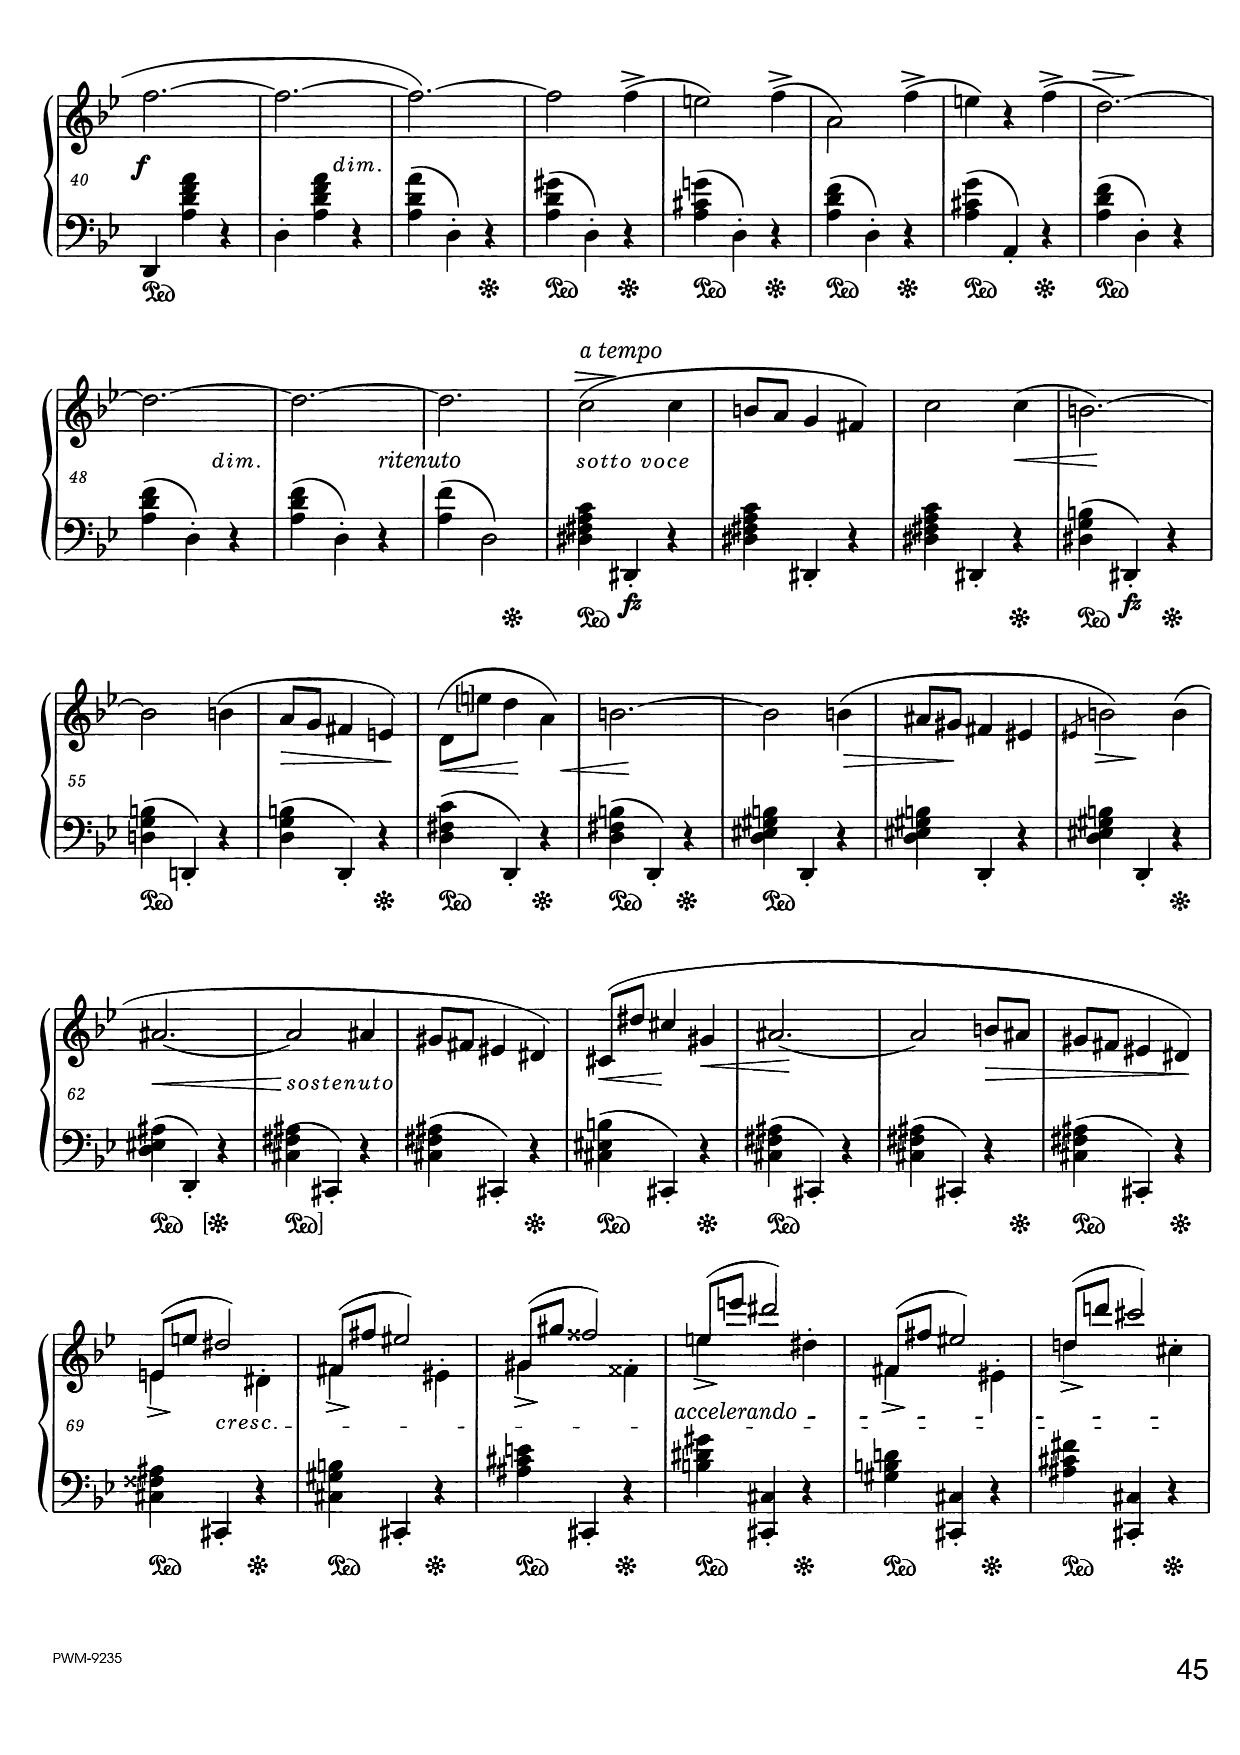 f
dim.
40
Ped Ped Ped Ped Ped Ped
a tempo
dim. ritenuto sotto voce
48
fz fz
Ped Ped
55
Ped Ped Ped Ped
sostenuto
62
Ped [ Ped] Ped Ped Ped
cresc. accelerando
69
Ped Ped Ped Ped Ped Ped
PWM-9235
45